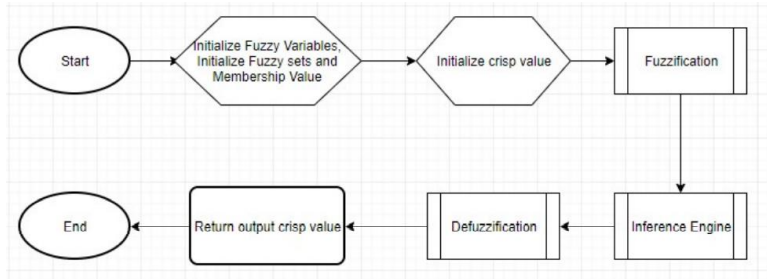 Start
Initialize Fuzzy Variables,
Initialize Fuzzy sets and
Membership Value
Initialize crisp value
Fuzzification
Inference Engine
Defuzzification
Return output crisp value
End